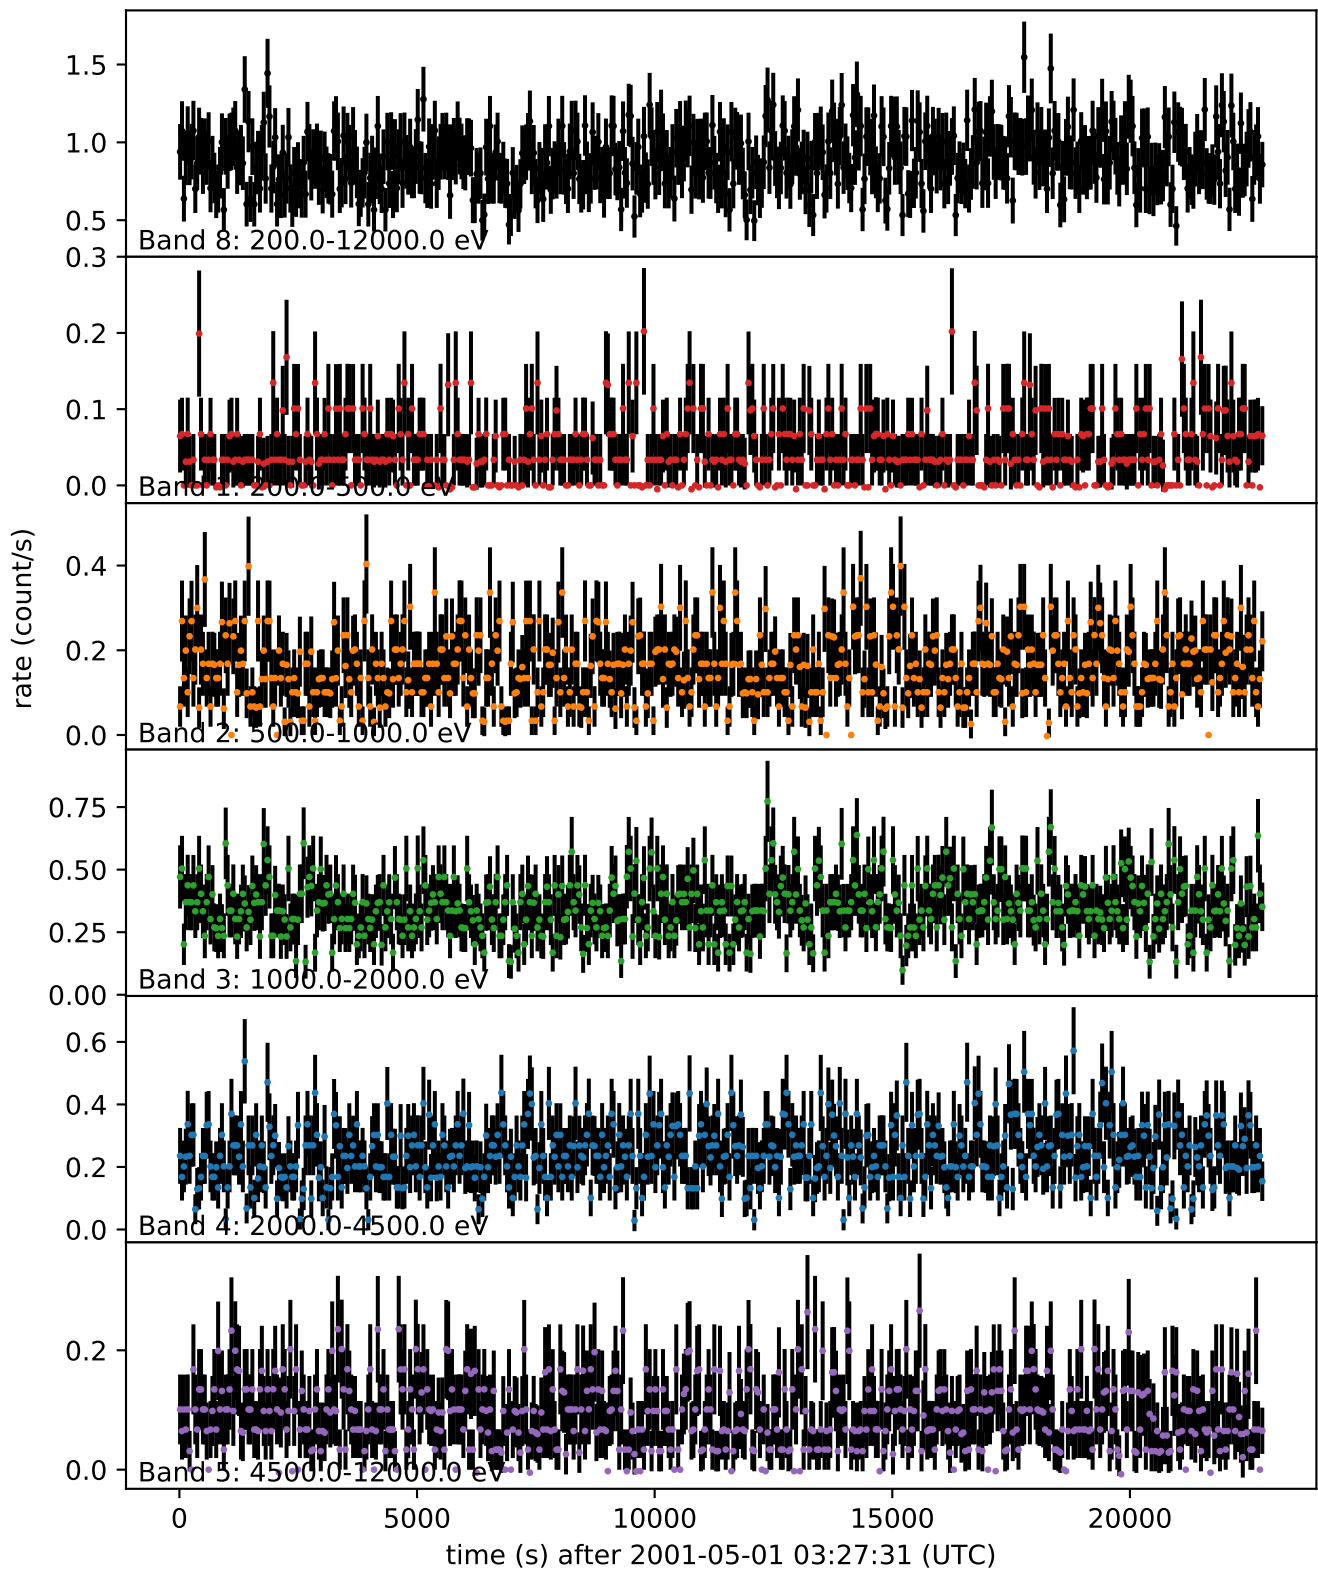 1.5
1.0
0.5
Band 8: 200.0-12000.0 eV
0.3
0.2
0.1
0.0
Band 1: 200.0-500.0 eV
0.4
0.2
0.0
Band 2: 500.0-1000.0 eV
rate (count/s)
0.75
0.50
0.25
0.00
Band 3: 1000.0-2000.0 eV
0.6
0.4
0.2
0.0
Band 4: 2000.0-4500.0 eV
0.2
0.0
Band 5: 4500.0-12000.0 eV
0 5000 10000 15000 20000
time (s) after 2001-05-01 03:27:31 (UTC)